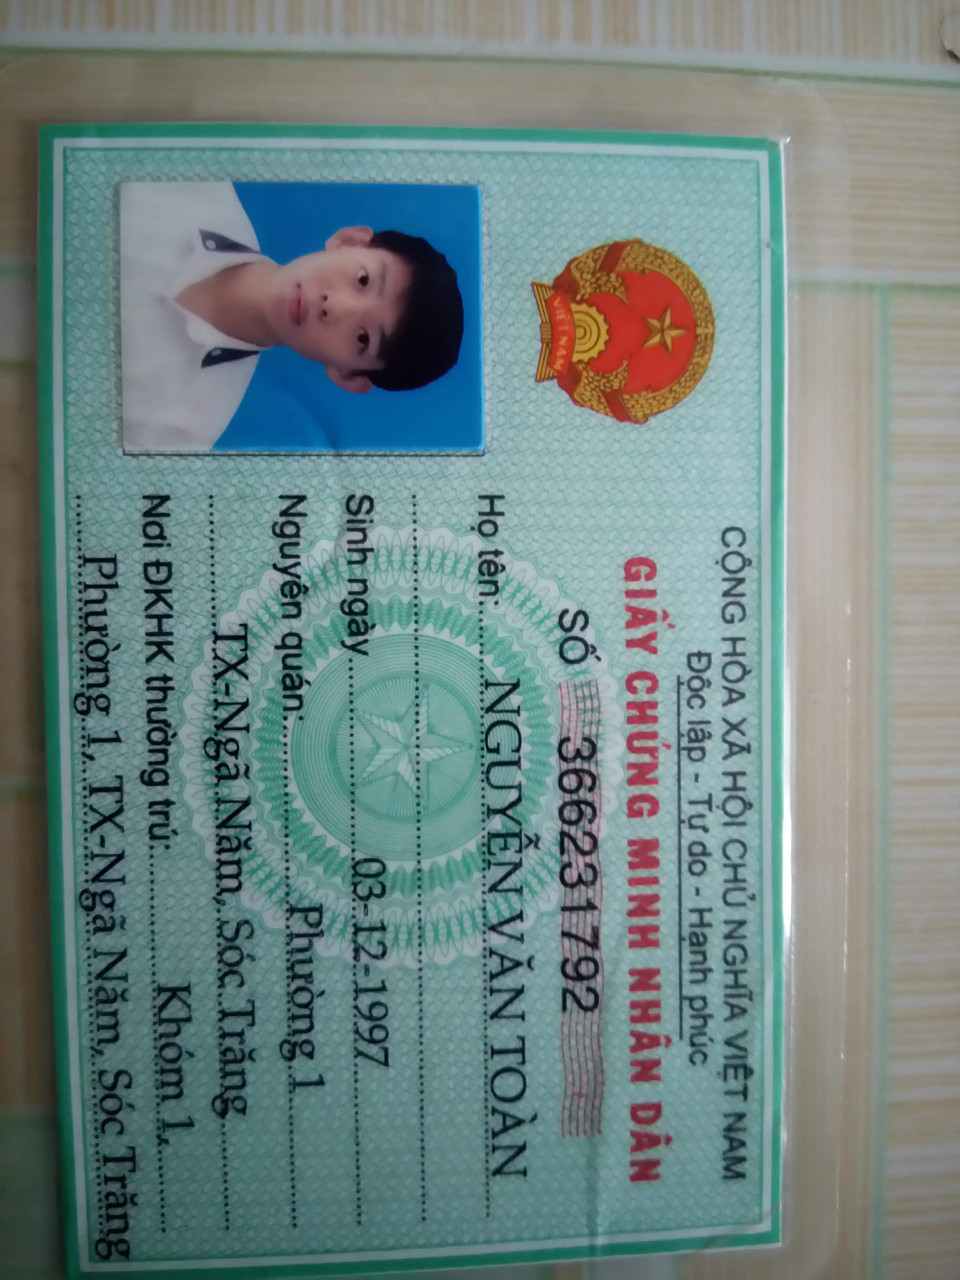 CỘNG HÒA XÃ HỘI CHỦ NGHĨA VIỆT NAM
Độc lập - Tự do - Hạnh phúc
GIẤY CHỨNG MINH NHÂN DÂN
SỐ 366231792
Họ tên: NGUYỄN VĂN TOÀN
Sinh ngày 03-12-1997
Nguyên quán: Phường 1
TX-Ngã Năm, Sóc Trăng
Nơi ĐKHK thường trú: Khóm 1,
Phường 1, TX-Ngã Năm, Sóc Trăng
VIỆT NAM